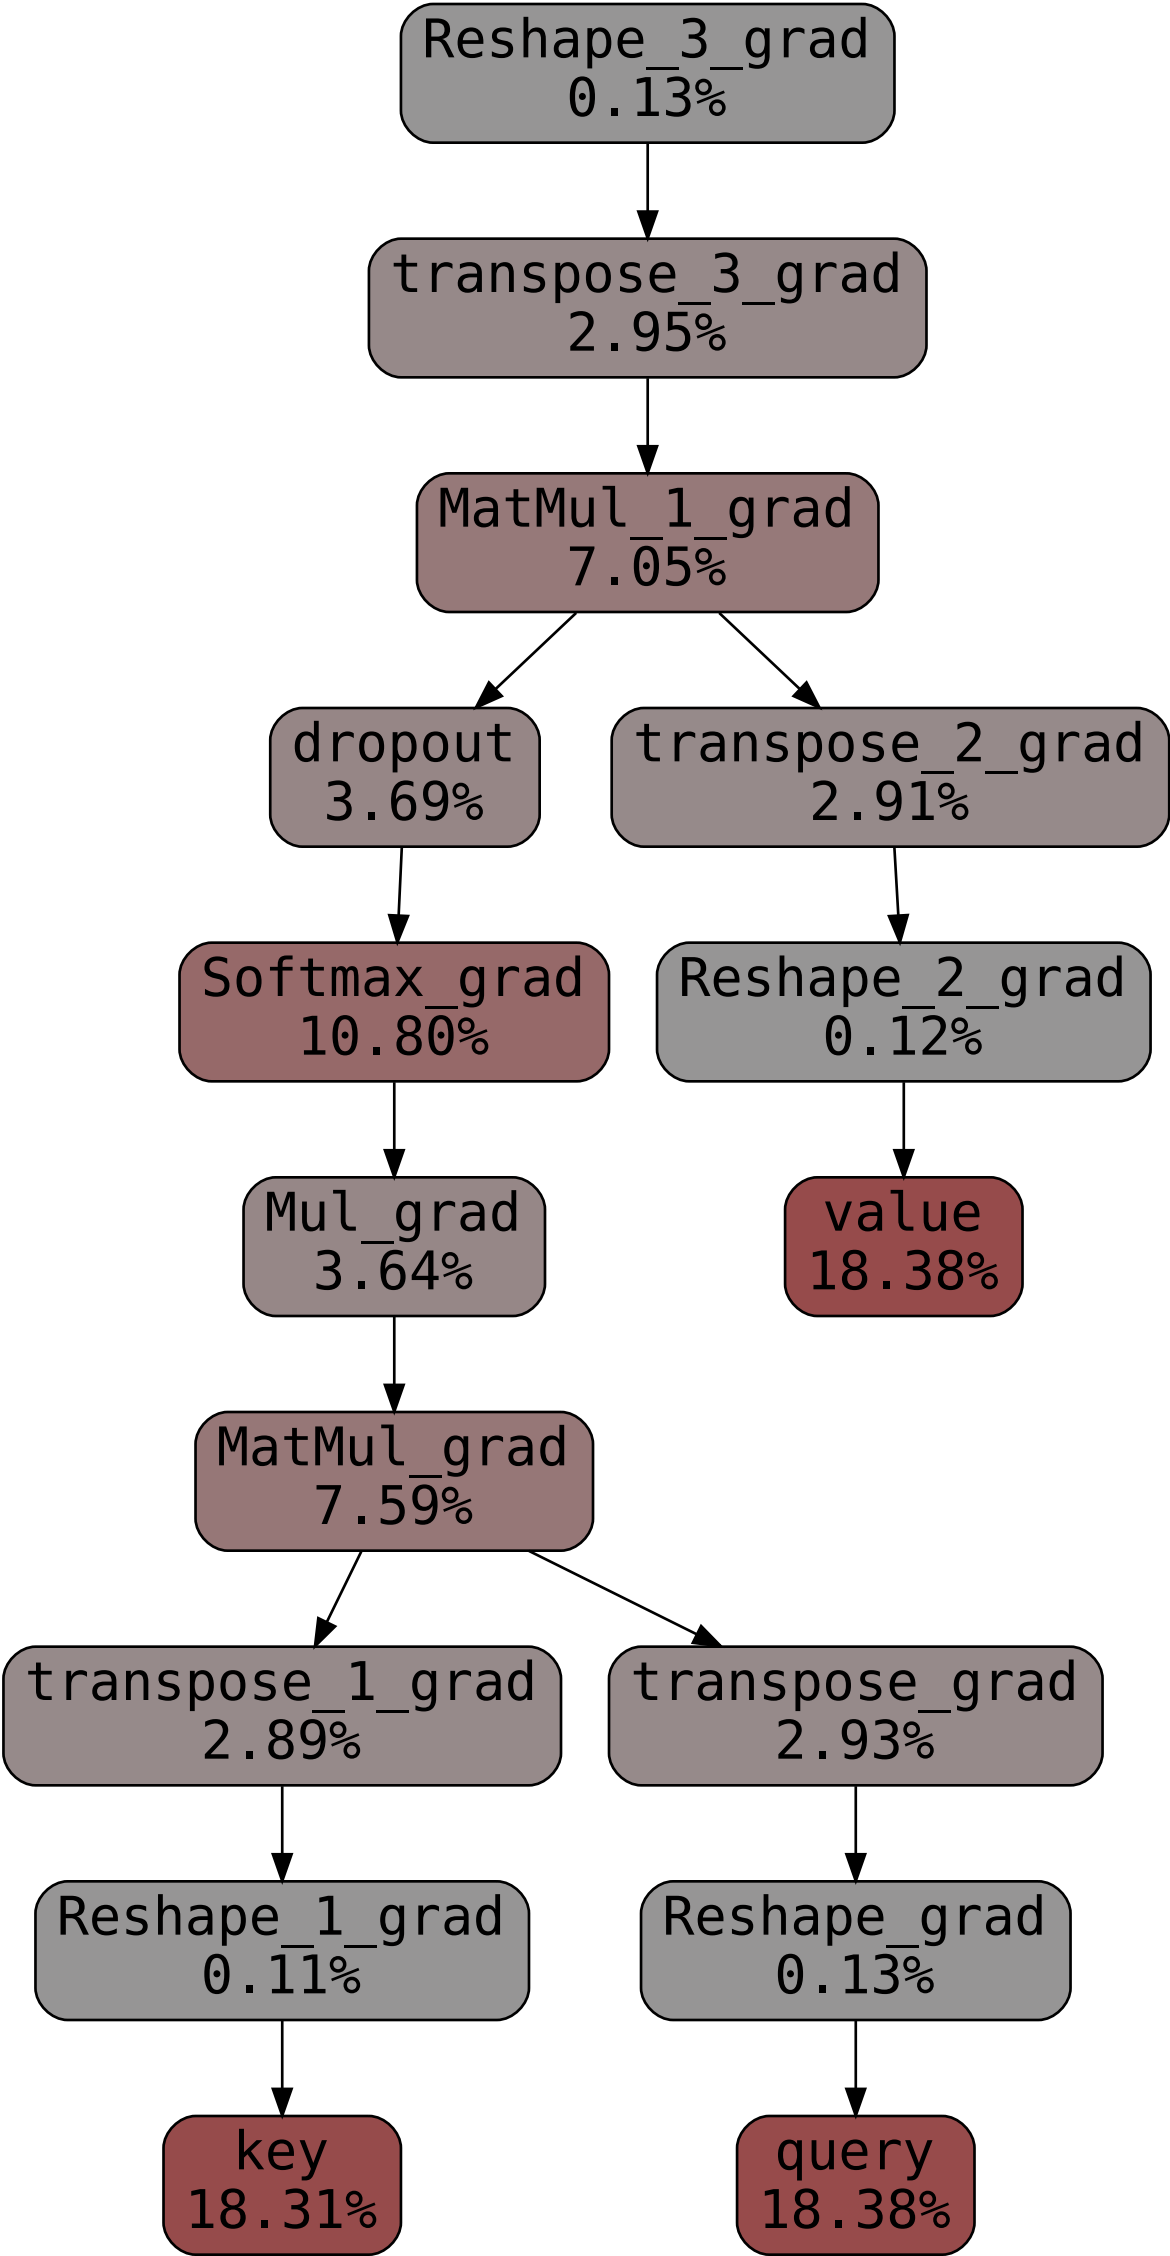 Reshape_3_grad
0.13%
transpose_3_grad
2.95%
MatMul_1_grad
7.05%
dropout
3.69%
transpose_2_grad
2.91%
Softmax_grad
10.80%
Reshape_2_grad
0.12%
Mul_grad
3.64%
value
18.38%
MatMul_grad
7.59%
transpose_1_grad
2.89%
transpose_grad
2.93%
Reshape_1_grad
0.11%
Reshape_grad
0.13%
key
18.31%
query
18.38%